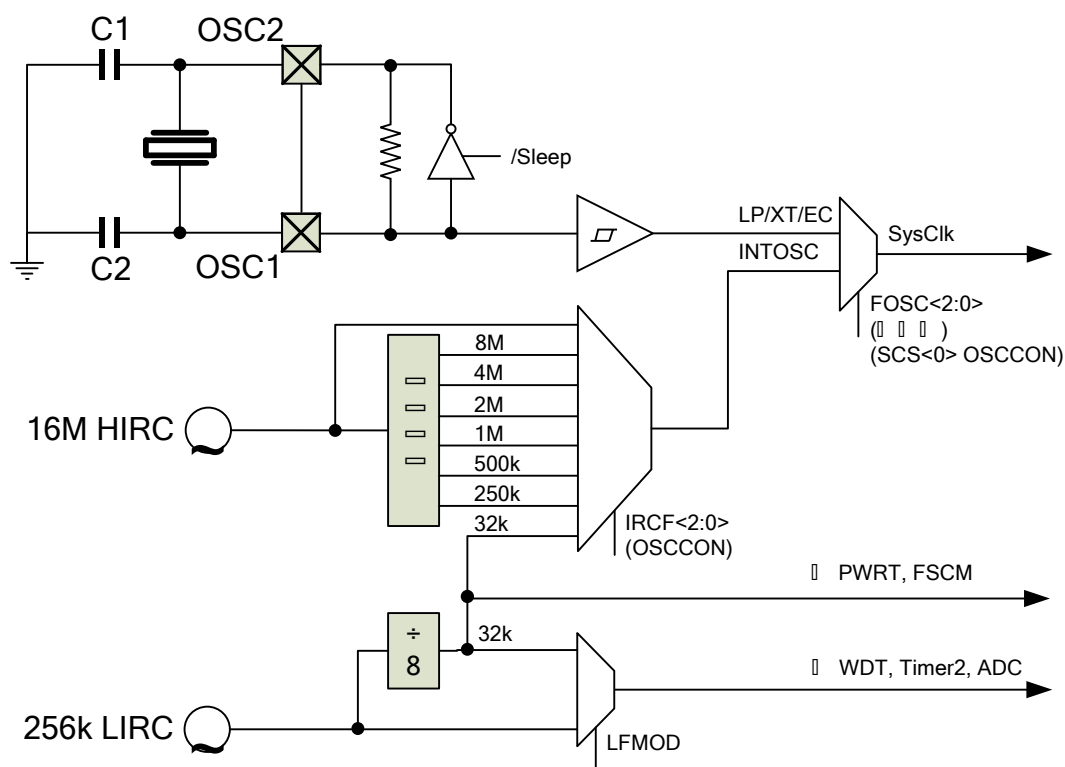 C1
OSC2
/Sleep
C2
OSC1
LP/XT/EC
INTOSC
SysClk
FOSC<2:0>
(SCS<0> OSCCON)
16M HIRC
8M
4M
2M
1M
500k
250k
32k
IRCF<2:0>
(OSCCON)
PWRT, FSCM
÷
8
32k
WDT, Timer2, ADC
256k LIRC
LFMOD